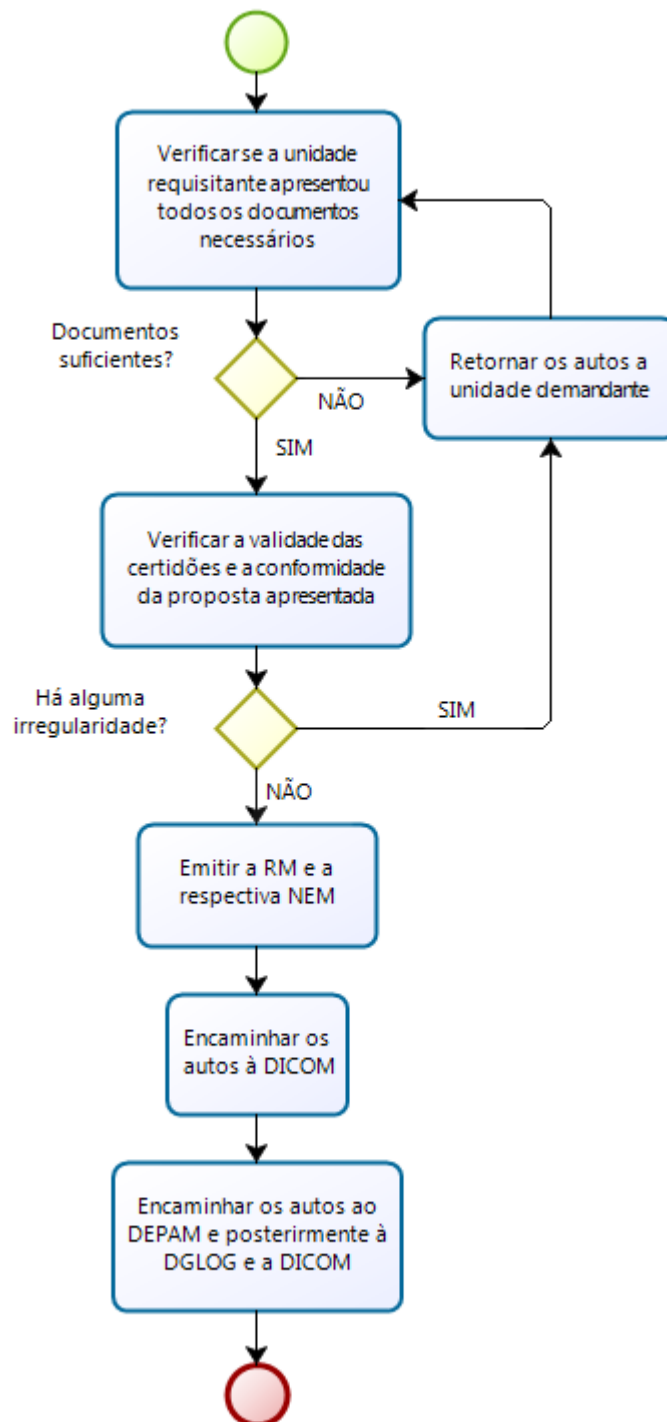 Verificar se a unidade
requisitante apresentou
todos os documentos
necessários
Documentos
suficientes?
NÃO
Retornar os autos a
unidade demandante
SIM
Verificar a validade das
certidões e a conformidade
da proposta apresentada
Há alguma
irregularidade?
SIM
NÃO
Emitir a RM e a
respectiva NEM
Encaminhar os
autos à DICOM
Encaminhar os autos ao
DEPAM e posterirmente à
DGLOG e a DICOM